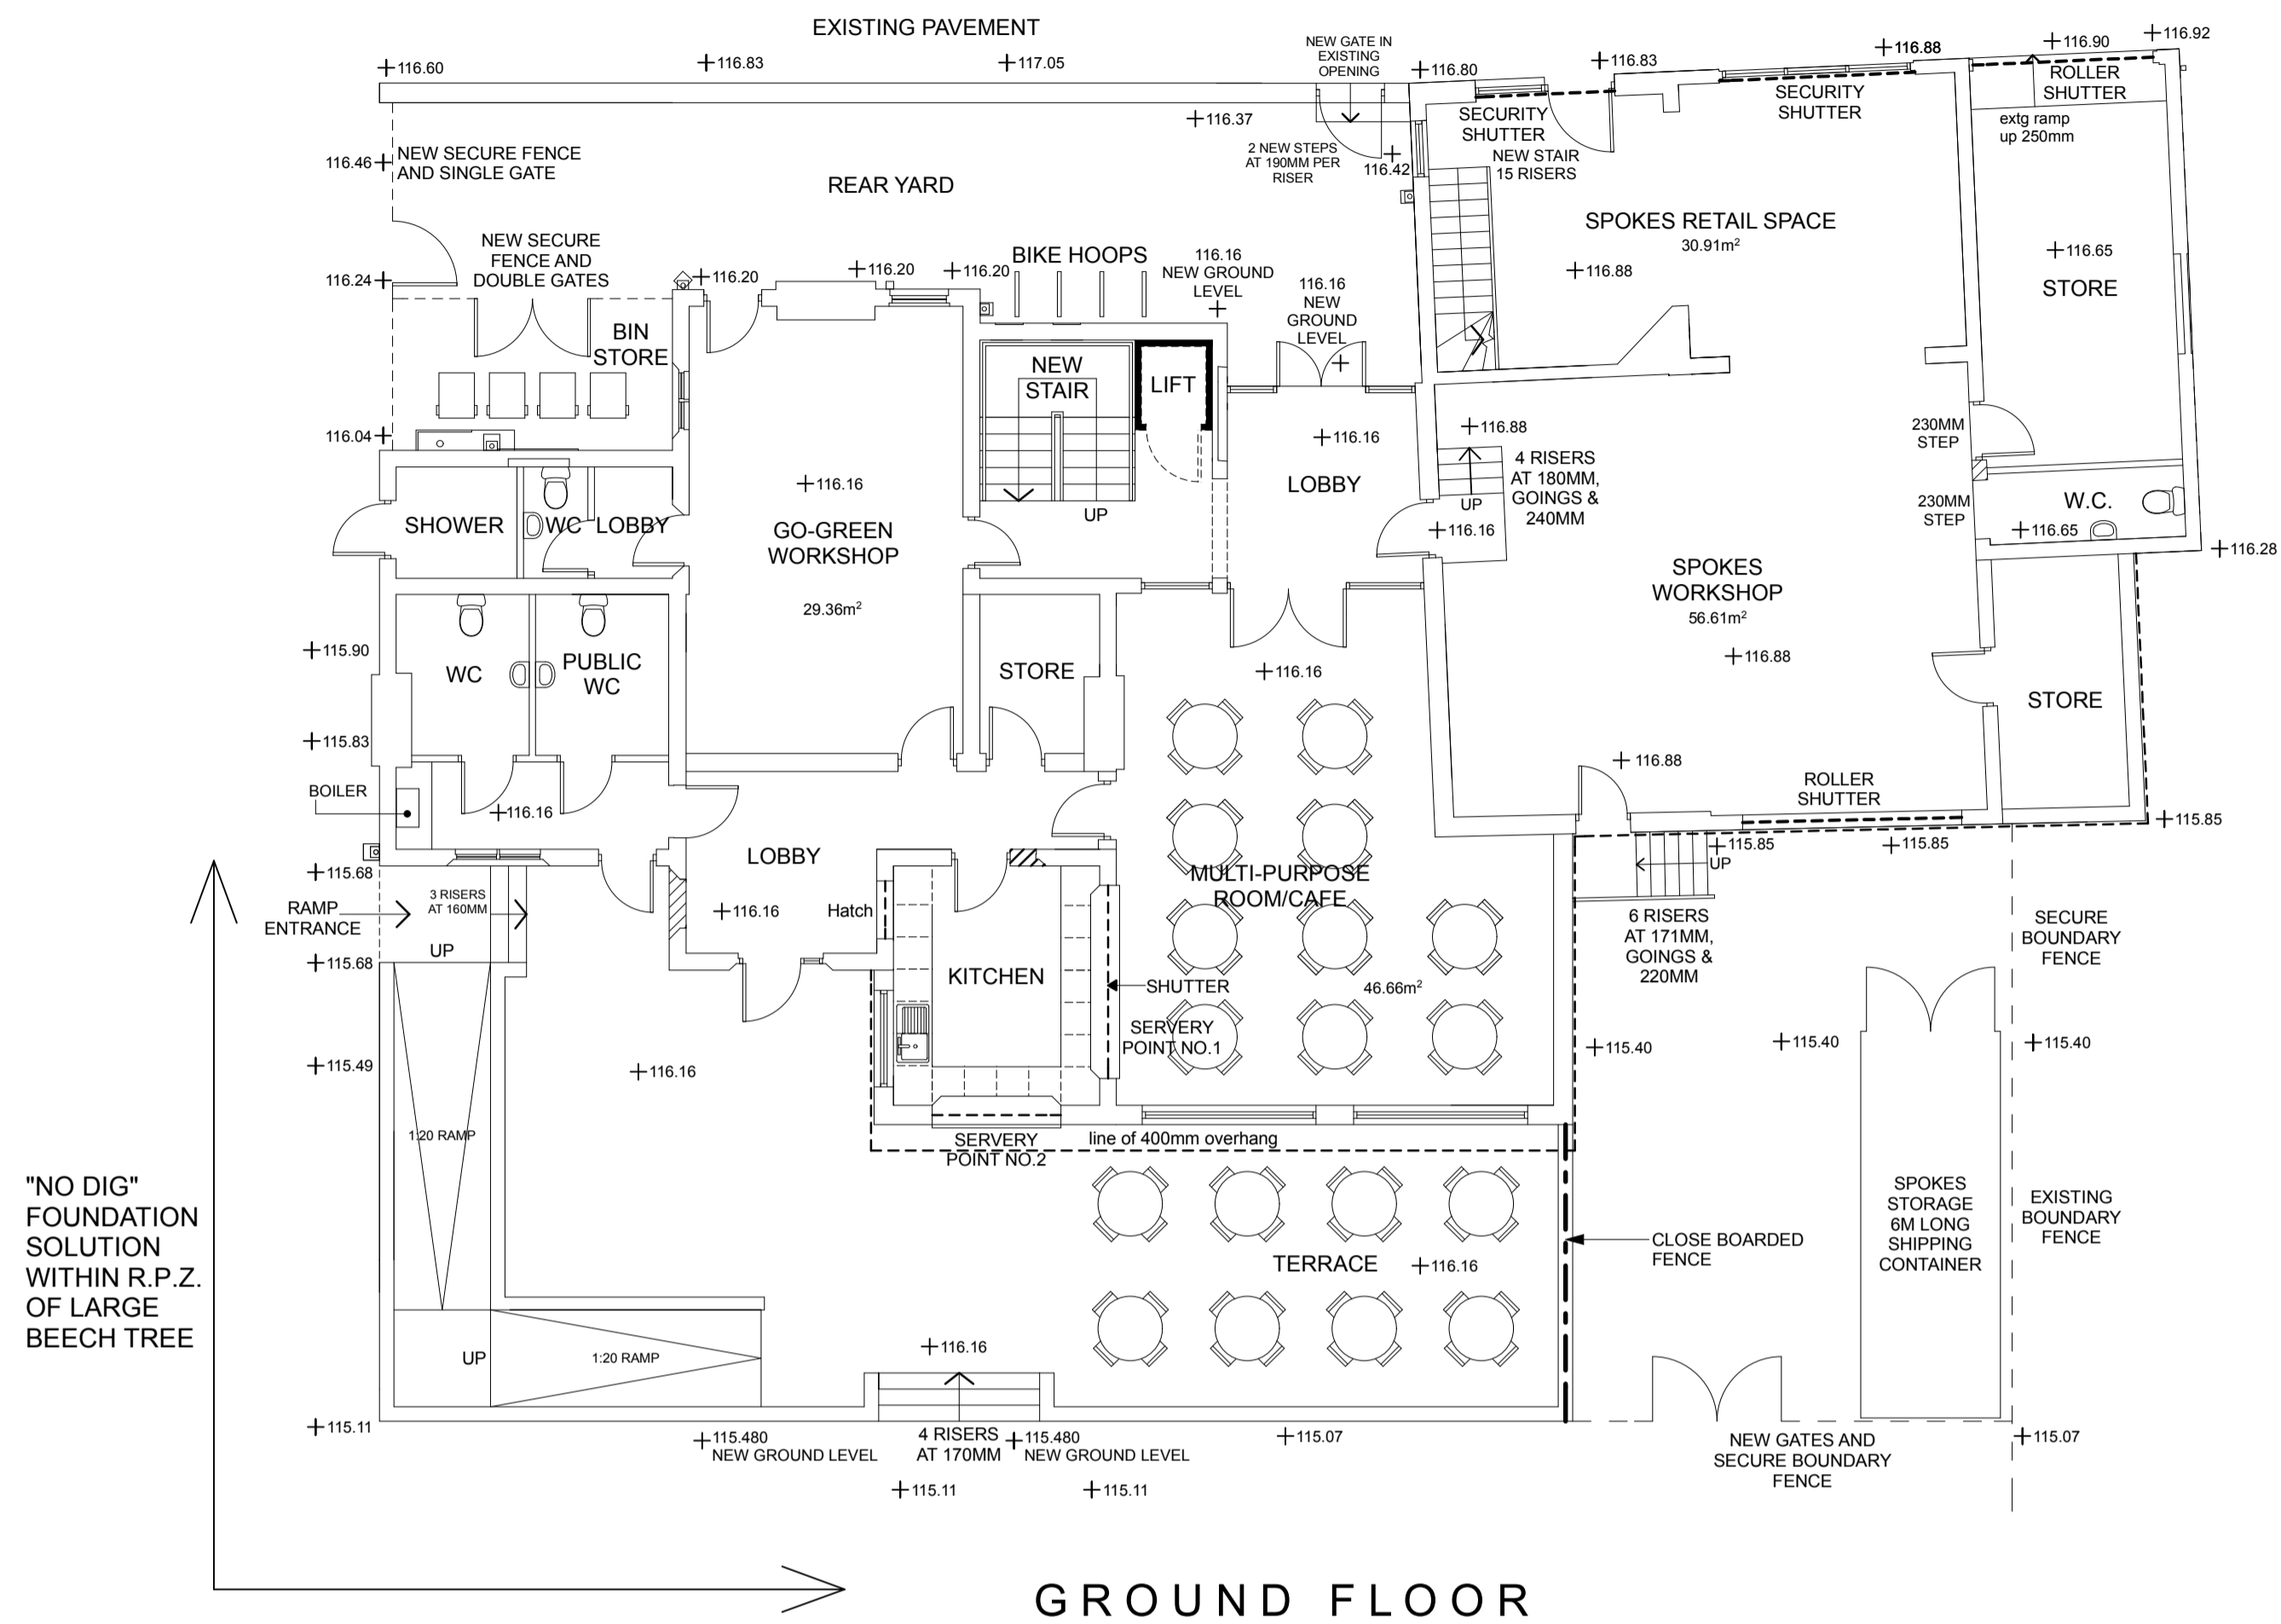 EXISTING PAVEMENT
116.60
116.83
117.05
NEW GATE IN
EXISTING
OPENING
116.80
116.83
116.88
116.90
116.92
ROLLER
SHUTTER
SECURITY
SHUTTER
SECURITY
SHUTTER
extg ramp
up 250mm
116.37
2 NEW STEPS
AT 190MM PER
RISER
116.42
NEW STAIR
15 RISERS
116.46
NEW SECURE FENCE
AND SINGLE GATE
REAR YARD
SPOKES RETAIL SPACE
30.91m²
116.88
116.65
STORE
NEW SECURE
FENCE AND
DOUBLE GATES
BIKE HOOPS
116.16
NEW GROUND
LEVEL
116.16
NEW
GROUND
LEVEL
116.24
116.20
116.20
116.20
BIN
STORE
NEW
STAIR
LIFT
116.04
116.16
LOBBY
116.88
230MM
STEP
4 RISERS
AT 180MM,
GOINGS &
240MM
UP
116.16
230MM
STEP
W.C.
116.65
116.28
116.16
GO-GREEN
WORKSHOP
29.36m²
SHOWER
WC
LOBBY
UP
SPOKES
WORKSHOP
56.61m²
116.88
115.90
WC
PUBLIC
WC
STORE
116.16
STORE
115.83
BOILER
116.16
116.88
ROLLER
SHUTTER
115.85
115.85
115.85
UP
LOBBY
115.68
3 RISERS
AT 160MM
RAMP
ENTRANCE
UP
116.16
Hatch
MULTI-PURPOSE
ROOM/CAFE
6 RISERS
AT 171MM,
GOINGS &
220MM
SECURE
BOUNDARY
FENCE
115.68
KITCHEN
SHUTTER
46.66m²
SERVERY
POINT NO.1
115.40
115.40
115.40
115.49
116.16
1:20 RAMP
SERVERY
POINT NO.2
line of 400mm overhang
"NO DIG"
FOUNDATION
SOLUTION
WITHIN R.P.Z.
OF LARGE
BEECH TREE
SPOKES
STORAGE
6M LONG
SHIPPING
CONTAINER
EXISTING
BOUNDARY
FENCE
CLOSE BOARDED
FENCE
TERRACE
116.16
UP
1:20 RAMP
116.16
115.11
115.480
NEW GROUND LEVEL
4 RISERS
AT 170MM
115.480
NEW GROUND LEVEL
115.07
NEW GATES AND
SECURE BOUNDARY
FENCE
115.07
115.11
115.11
GROUND FLOOR